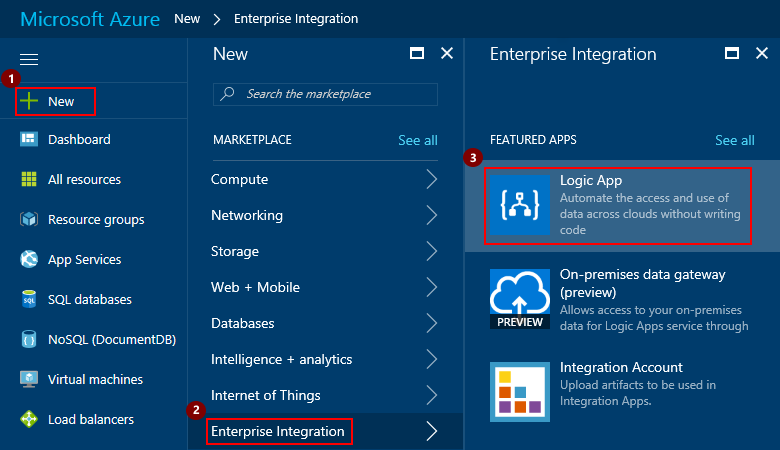 Microsoft Azure New > Enterprise Integration
1
New
Dashboard
All resources
Resource groups
App Services
SQL databases
NoSQL (DocumentDB)
Virtual machines
Load balancers
New
Search the marketplace
MARKETPLACE See all
Compute
Networking
Storage
Web + Mobile
Databases
Intelligence + analytics
Internet of Things
2
Enterprise Integration
Enterprise Integration
FEATURED APPS See all
3
Logic App
Automate the access and use of
data across clouds without writing
code
On-premises data gateway
(preview)
Allows access to your on-premises
data for Logic Apps service through
PREVIEW
Integration Account
Upload artifacts to be used in
Integration Apps.
SQL